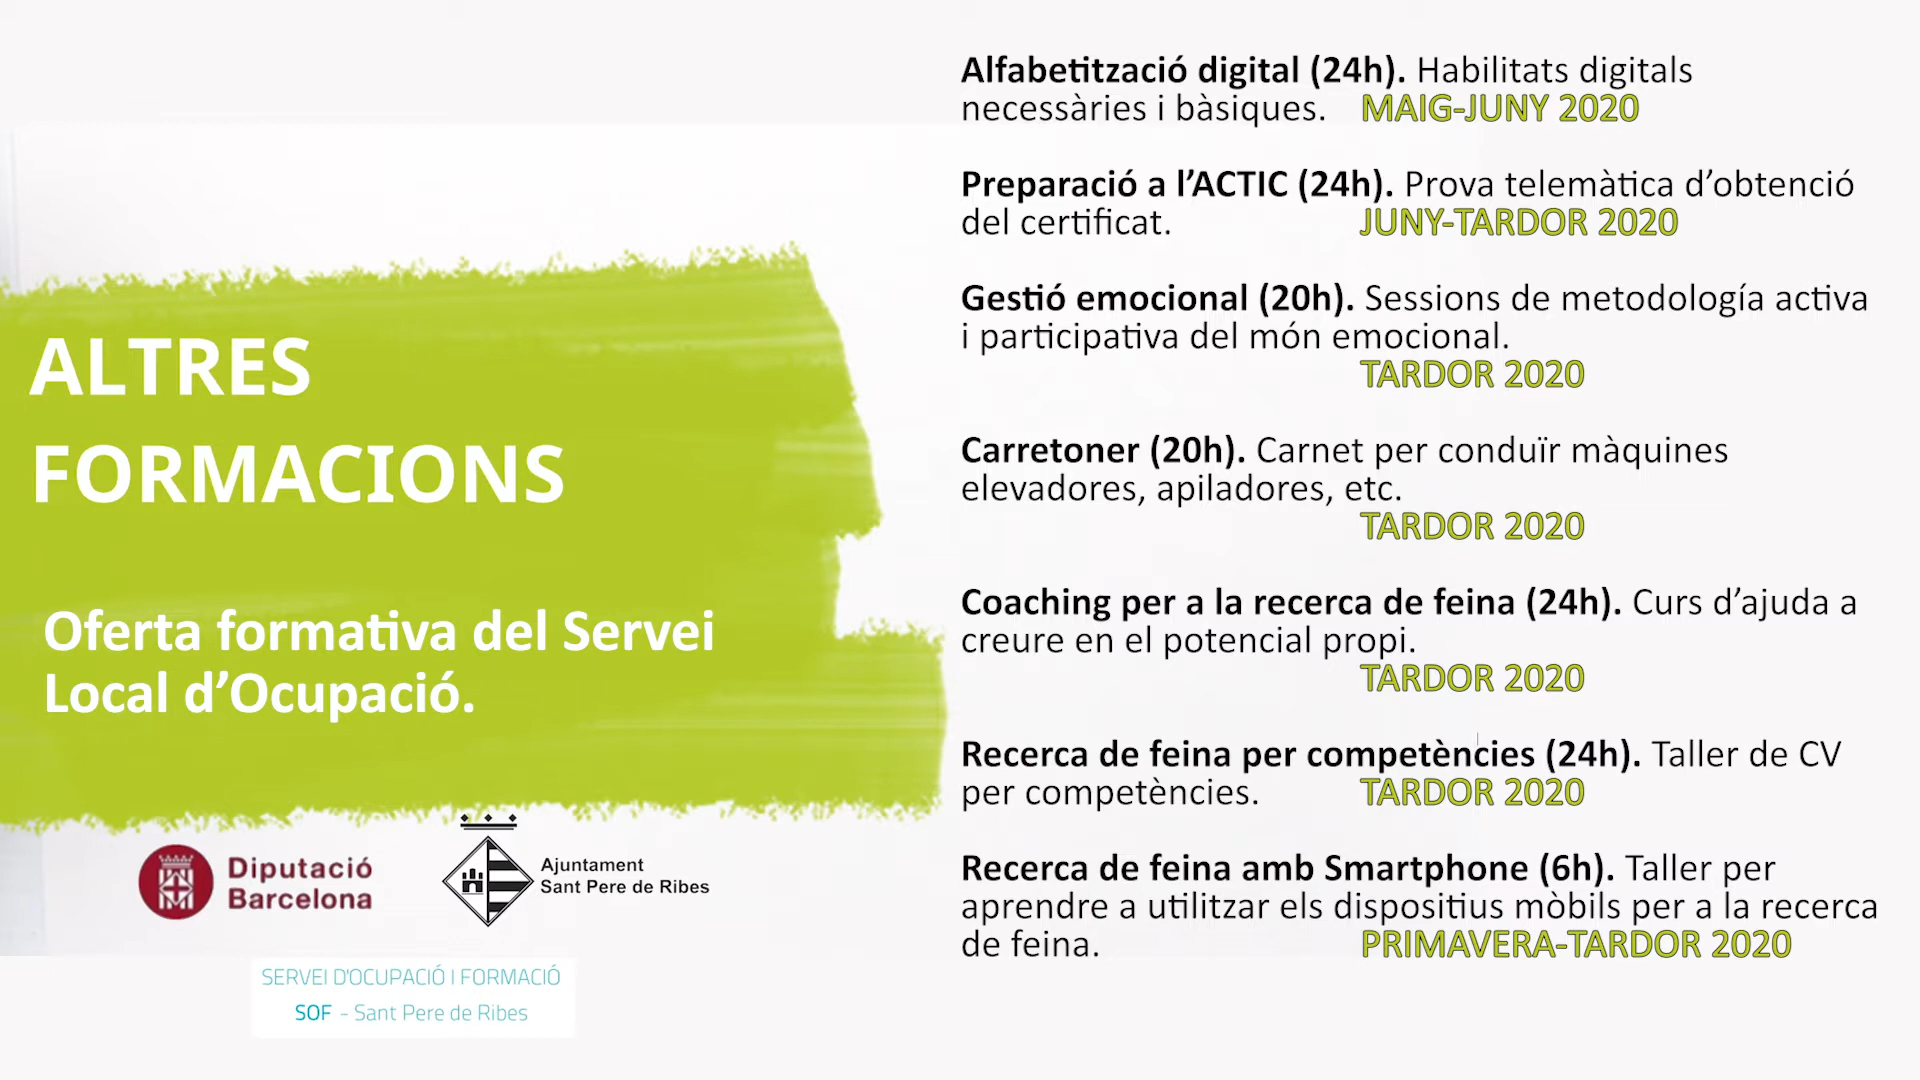 ALTRES
FORMACIONS
Oferta formativa del Servei
Local d’Ocupació.
Diputació
Barcelona
Ajuntament
Sant Pere de Ribes
SERVEI D'OCUPACIÓ I FORMACIÓ
SOF - Sant Pere de Ribes
Alfabetització digital (24h). Habilitats digitals
necessàries i bàsiques. MAIG-JUNY 2020
Preparació a l’ACTIC (24h). Prova telemàtica d’obtenció
del certificat. JUNY-TARDOR 2020
Gestió emocional (20h). Sessions de metodología activa
i participativa del món emocional.
TARDOR 2020
Carretoner (20h). Carnet per conduïr màquines
elevadores, apiladores, etc.
TARDOR 2020
Coaching per a la recerca de feina (24h). Curs d’ajuda a
creure en el potencial propi.
TARDOR 2020
Recerca de feina per competències (24h). Taller de CV
per competències. TARDOR 2020
Recerca de feina amb Smartphone (6h). Taller per
aprendre a utilitzar els dispositius mòbils per a la recerca
de feina. PRIMAVERA-TARDOR 2020